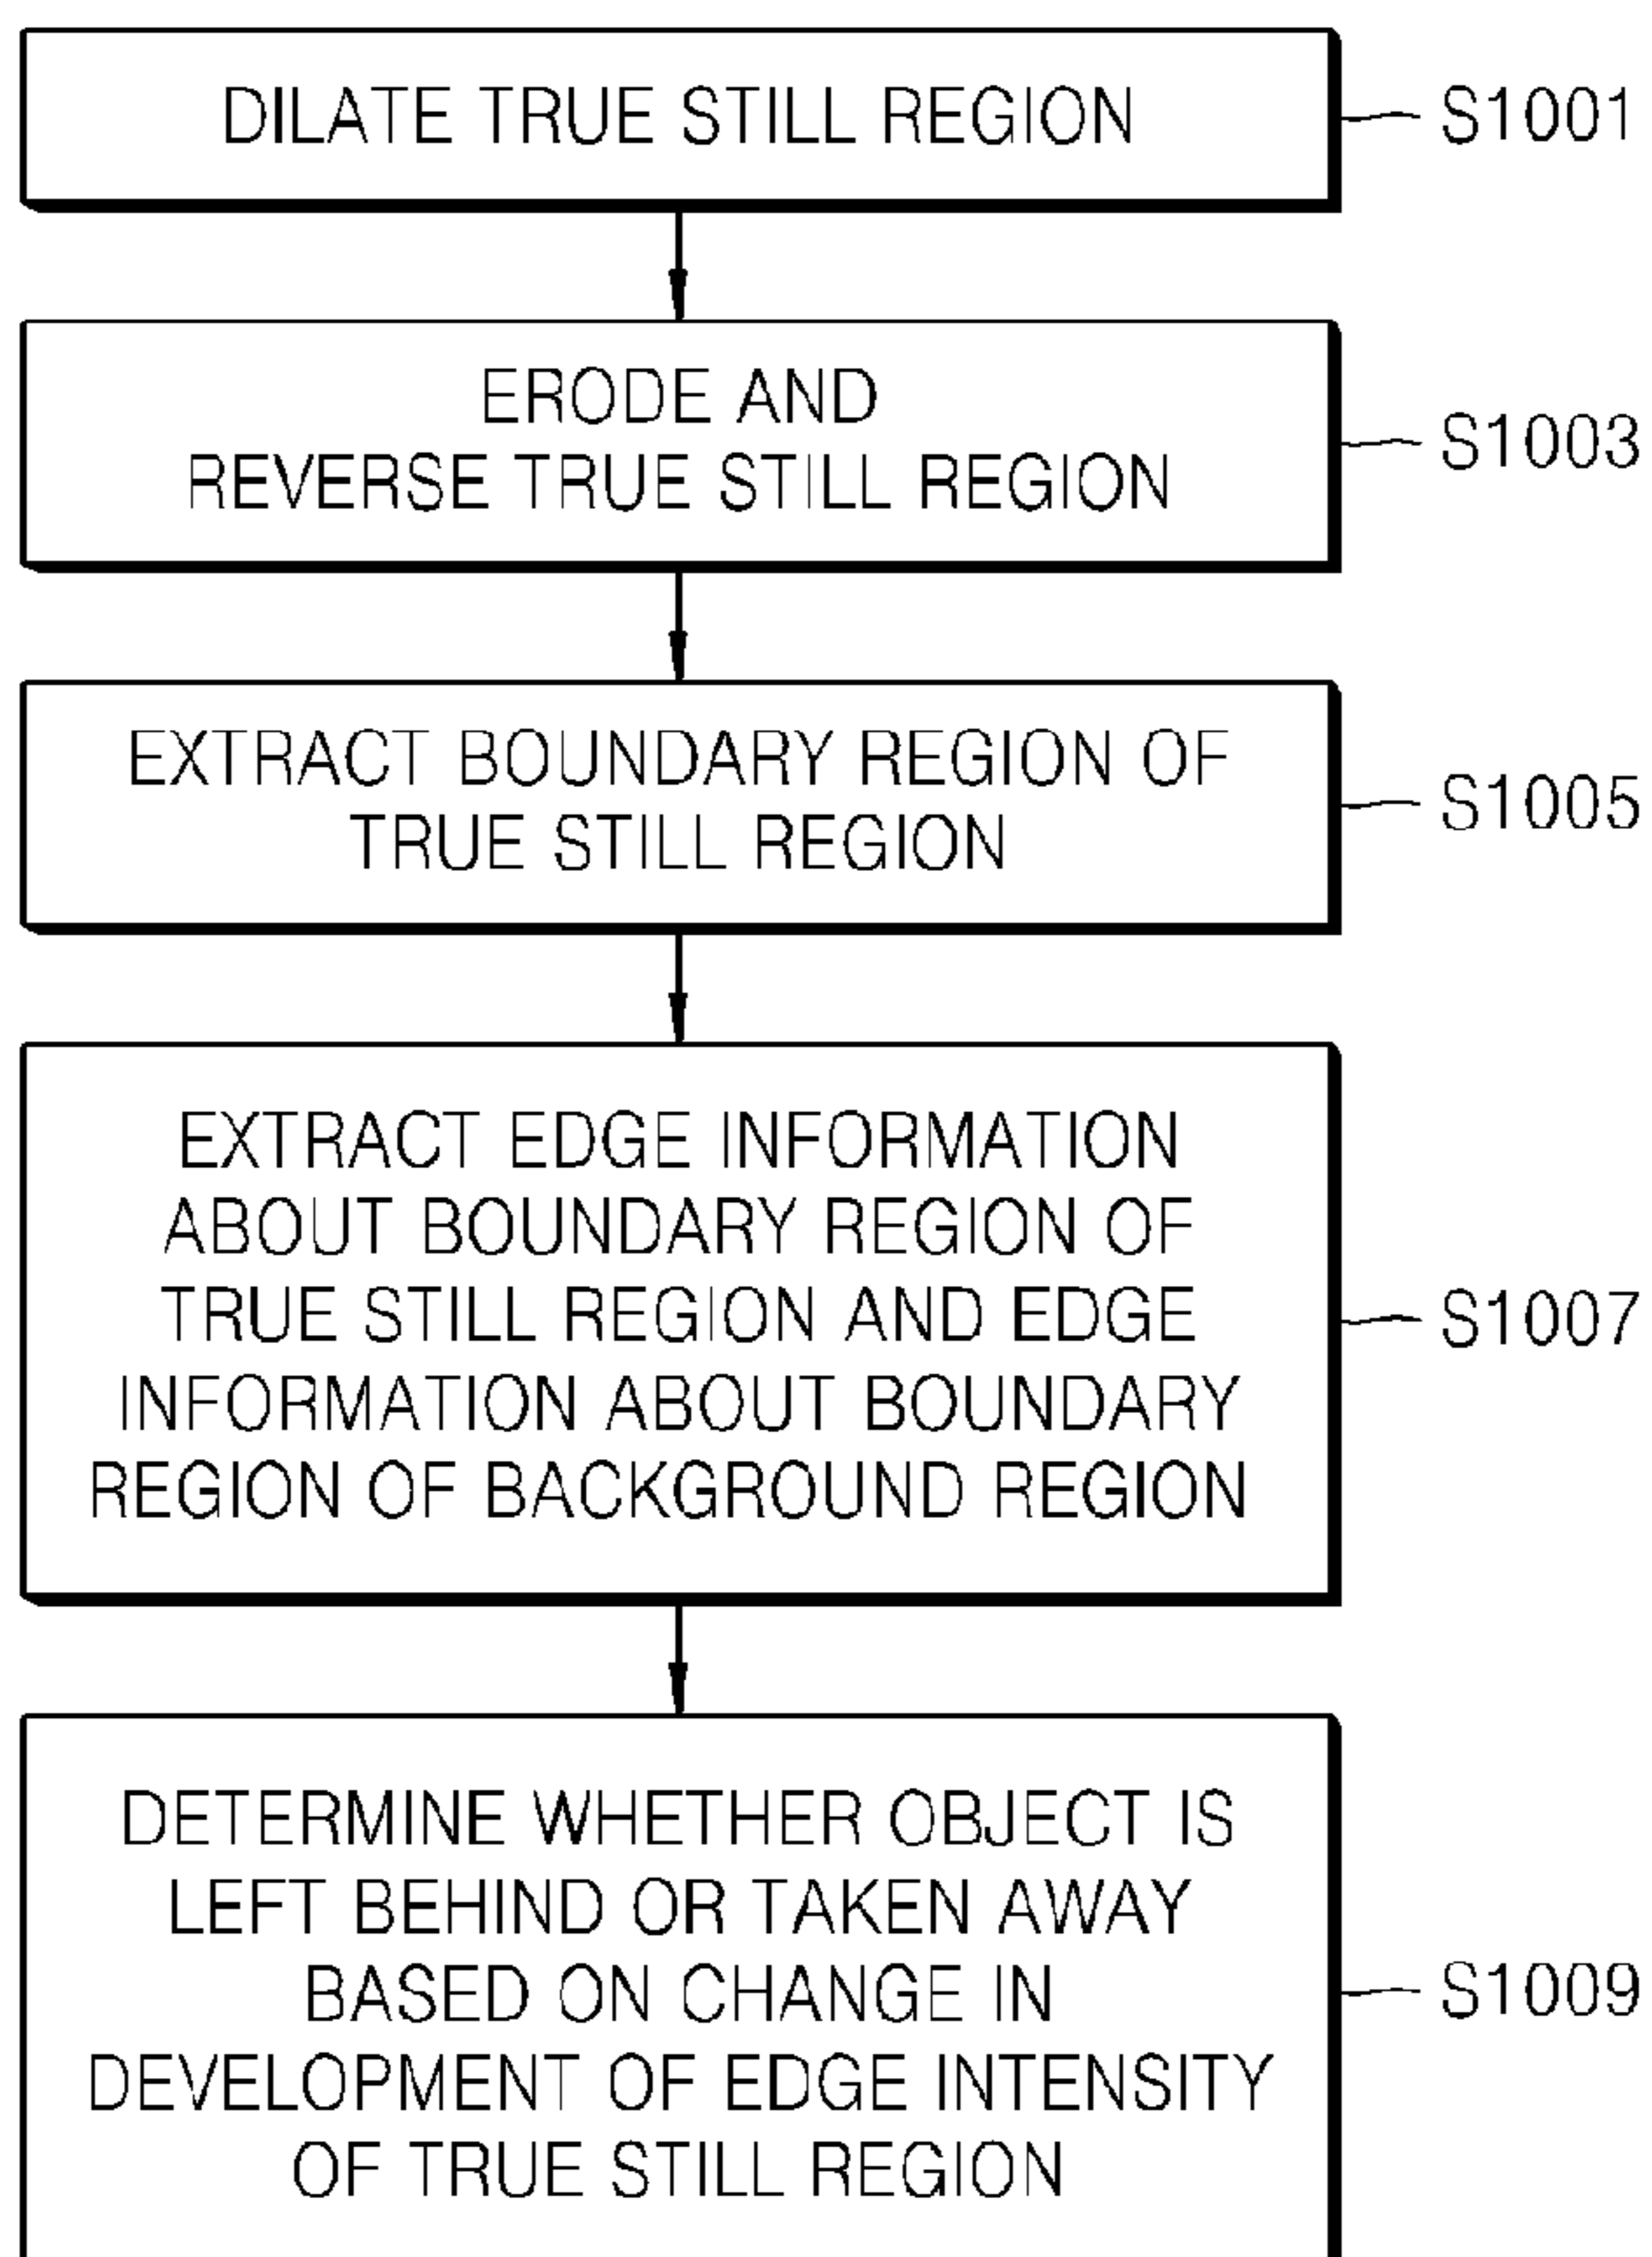 DILATE TRUE STILL REGION
S1001
ERODE AND
REVERSE TRUE STILL REGION
S1003
EXTRACT BOUNDARY REGION OF
TRUE STILL REGION
S1005
EXTRACT EDGE INFORMATION
ABOUT BOUNDARY REGION OF
TRUE STILL REGION AND EDGE
INFORMATION ABOUT BOUNDARY
REGION OF BACKGROUND REGION
S1007
DETERMINE WHETHER OBJECT IS
LEFT BEHIND OR TAKEN AWAY
BASED ON CHANGE IN
DEVELOPMENT OF EDGE INTENSITY
OF TRUE STILL REGION
S1009